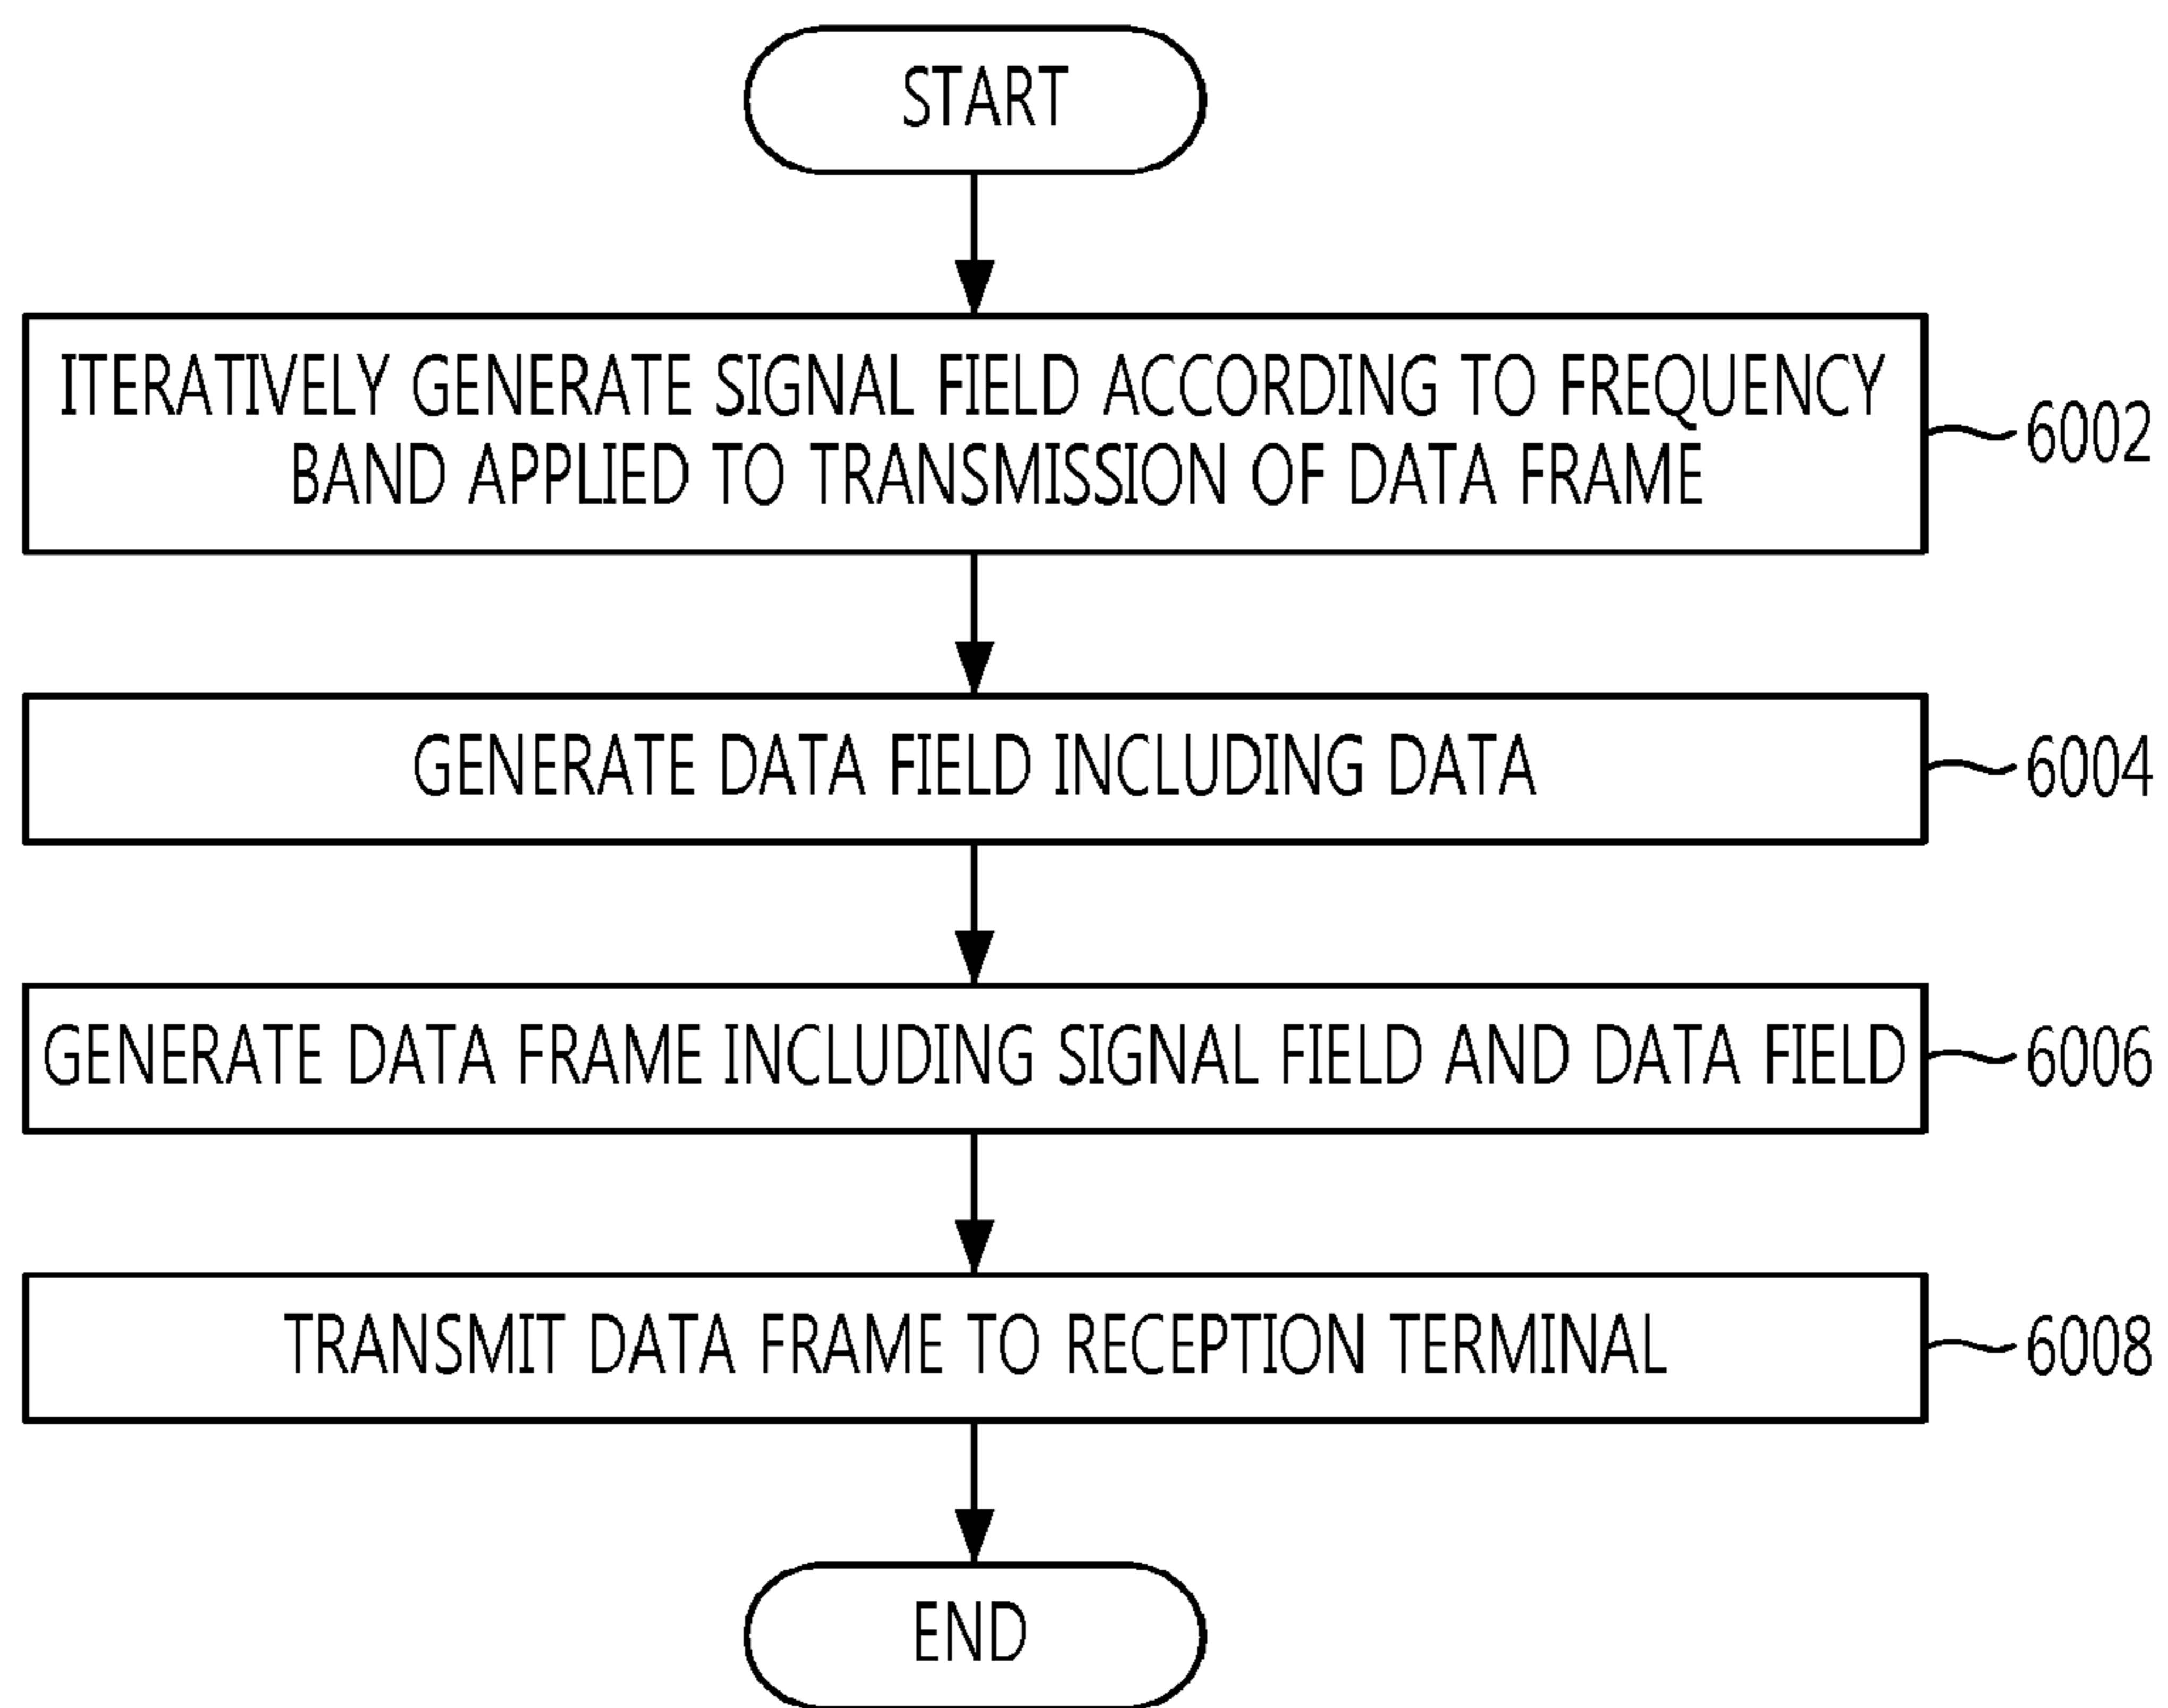 START
ITERATIVELY GENERATE SIGNAL FIELD ACCORDING TO FREQUENCY
BAND APPLIED TO TRANSMISSION OF DATA FRAME
6002
GENERATE DATA FIELD INCLUDING DATA
6004
GENERATE DATA FRAME INCLUDING SIGNAL FIELD AND DATA FIELD
6006
TRANSMIT DATA FRAME TO RECEPTION TERMINAL
6008
END